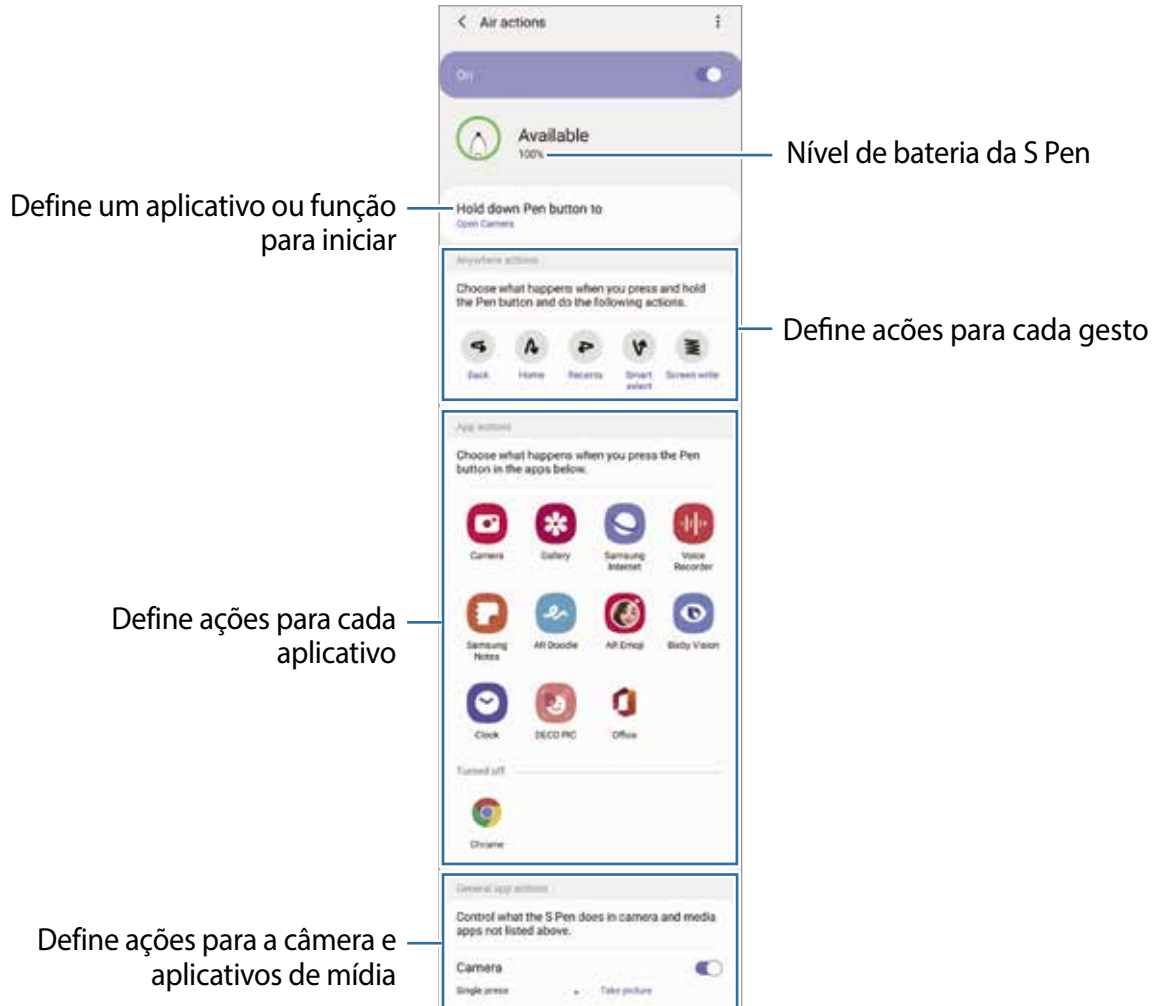 Air actions
On
Available
100%
Nível de bateria da S Pen
Define um aplicativo ou função
para iniciar
Hold down Pen button to
Open Camera
Anywhere actions
Choose what happens when you press and hold
the Pen button and do the following actions.
Define acões para cada gesto
Back Home Recents Smart select Screen write
App actions
Choose what happens when you press the Pen
button in the apps below.
Camera Gallery Samsung Internet Voice Recorder
Define ações para cada
aplicativo
Samsung Notes AR Doodle AR Emoji Bixby Vision
Clock DECO PIC Office
Turned off
Chrome
General app actions
Control what the S Pen does in camera and media
apps not listed above.
Define ações para a câmera e
aplicativos de mídia
Camera
Single press Take picture